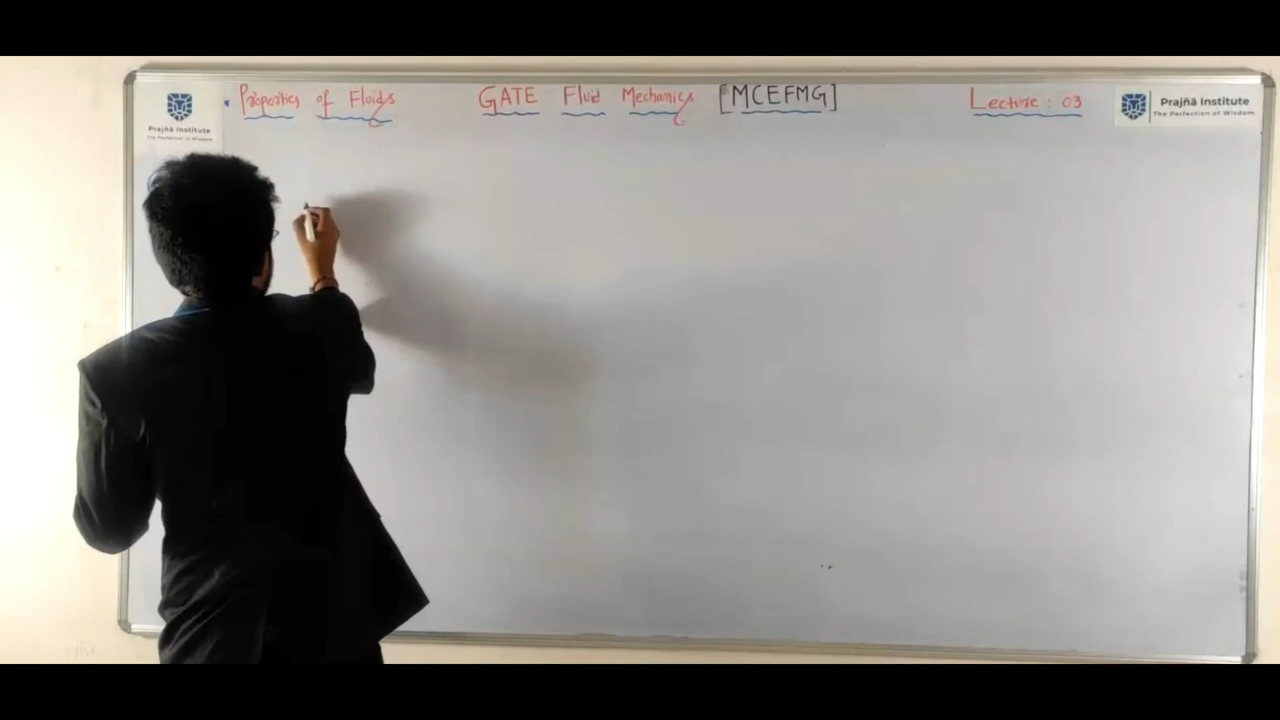 Properties of Fluids GATE Fluid Mechanics [MCEFMG] Lecture : 03
Prajñā Institute
The Perfection of Wisdom
Prajñā Institute
The Perfection of Wisdom